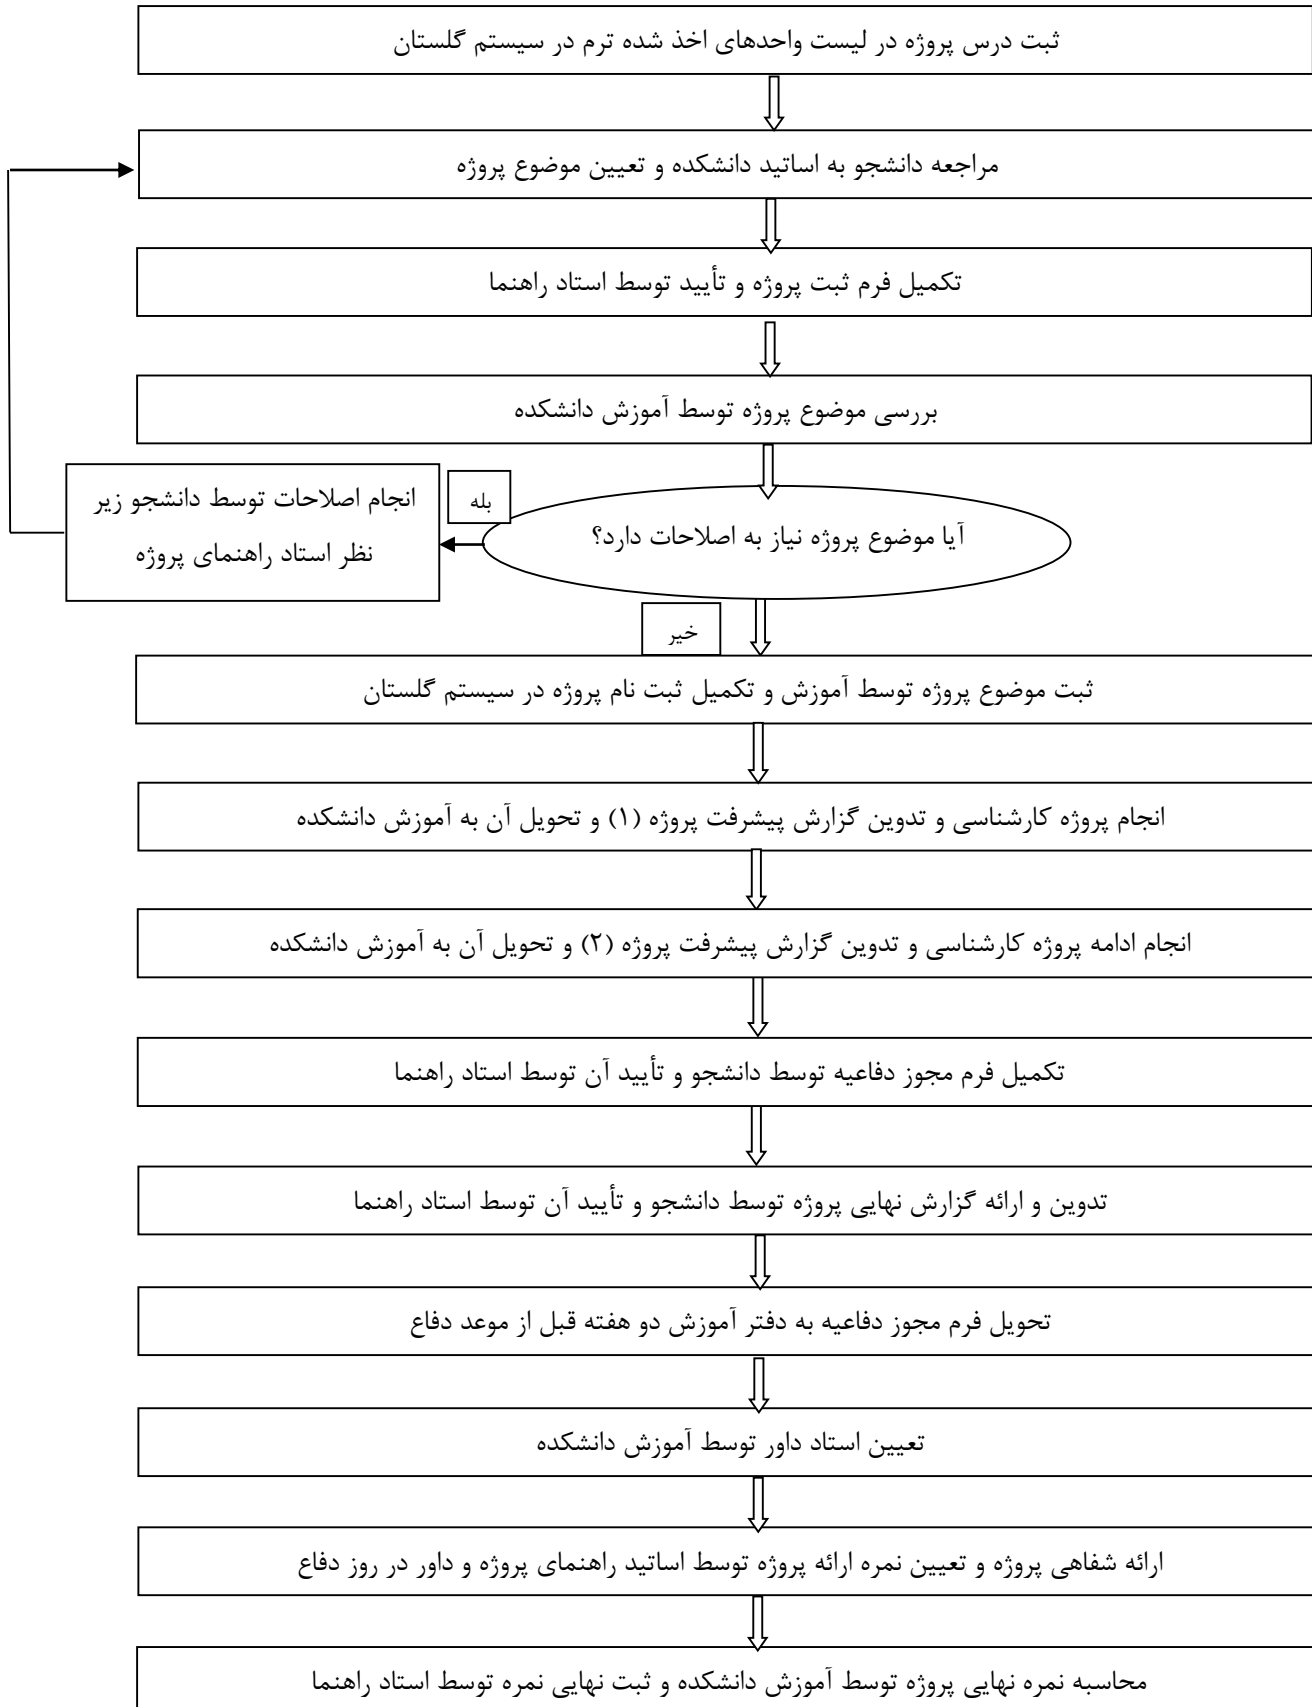 ثبت درس پروژه در لیست واحدهای اخذ شده ترم در سیستم گلستان
مراجعه دانشجو به اساتید دانشکده و تعیین موضوع پروژه
تکمیل فرم ثبت پروژه و تأیید توسط استاد راهنما
بررسی موضوع پروژه توسط آموزش دانشکده
آیا موضوع پروژه نیاز به اصلاحات دارد؟
بله
انجام اصلاحات توسط دانشجو زیر
نظر استاد راهنمای پروژه
خیر
ثبت موضوع پروژه توسط آموزش و تکمیل ثبت نام پروژه در سیستم گلستان
انجام پروژه کارشناسی و تدوین گزارش پیشرفت پروژه (۱) و تحویل آن به آموزش دانشکده
انجام ادامه پروژه کارشناسی و تدوین گزارش پیشرفت پروژه (۲) و تحویل آن به آموزش دانشکده
تکمیل فرم مجوز دفاعیه توسط دانشجو و تأیید آن توسط استاد راهنما
تدوین و ارائه گزارش نهایی پروژه توسط دانشجو و تأیید آن توسط استاد راهنما
تحویل فرم مجوز دفاعیه به دفتر آموزش دو هفته قبل از موعد دفاع
تعیین استاد داور توسط آموزش دانشکده
ارائه شفاهی پروژه و تعیین نمره ارائه پروژه توسط اساتید راهنمای پروژه و داور در روز دفاع
محاسبه نمره نهایی پروژه توسط آموزش دانشکده و ثبت نهایی نمره توسط استاد راهنما